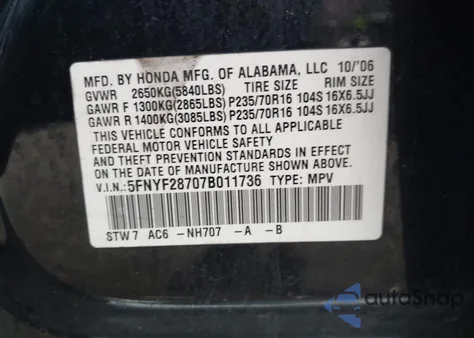 MFD. BY HONDA MFG. OF ALABAMA, LLC 10/'06
GVWR 2650KG(5840LBS) TIRE SIZE RIM SIZE
GAWR F 1300KG(2865LBS) P235/70R16 104S 16X6.5JJ
GAWR R 1400KG(3085LBS) P235/70R16 104S 16X6.5JJ
THIS VEHICLE CONFORMS TO ALL APPLICABLE
FEDERAL MOTOR VEHICLE SAFETY
AND THEFT PREVENTION STANDARDS IN EFFECT ON
THE DATE OF MANUFACTURE SHOWN ABOVE.
V.I.N.: 5FNYF28707B011736 TYPE: MPV
STW7 AC6 -NH707 -A -B
autoSnap